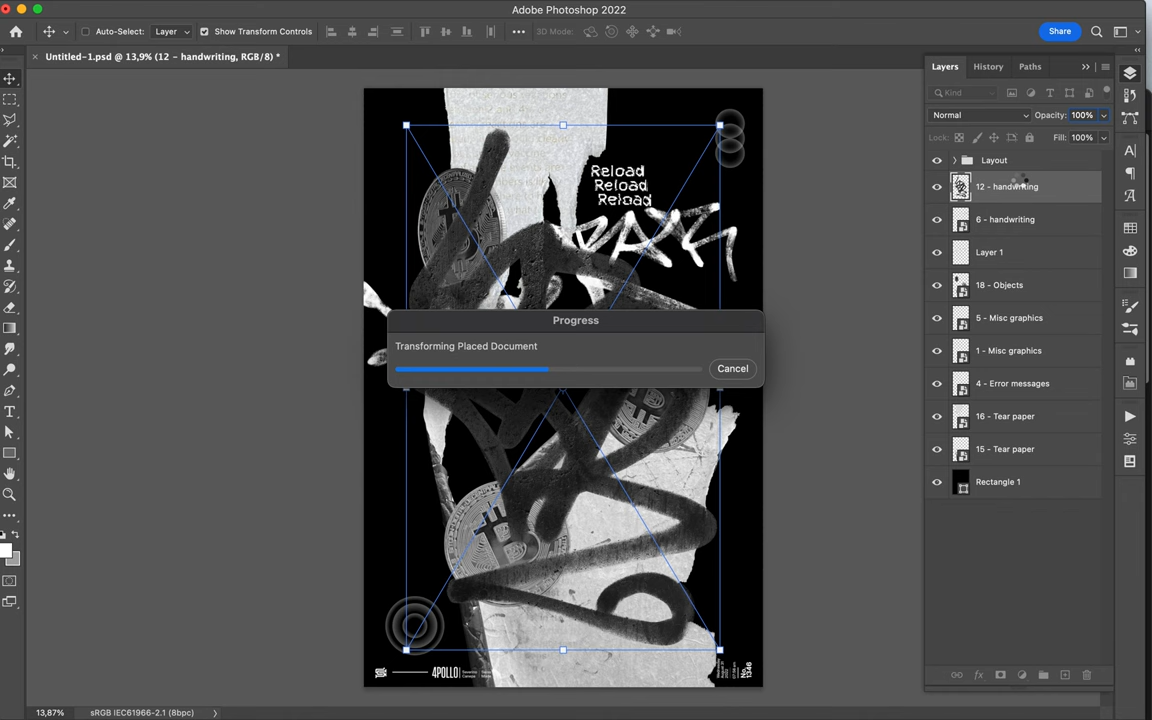 Adobe Photoshop 2022
Auto-Select: Layer Show Transform Controls 3D Mode: Share
Untitled-1.psd @ 13,9% (12 - handwriting, RGB/8) *
Layers History Paths
Kind
Normal Opacity: 100%
Lock: Fill: 100%
Layout
12 - handwriting
6 - handwriting
Layer 1
18 - Objects
5 - Misc graphics
1 - Misc graphics
4 - Error messages
16 - Tear paper
15 - Tear paper
Rectangle 1
Reload
Reload
Reload
Progress
Transforming Placed Document
Cancel
4POLLO
No.
1346
13,87% sRGB IEC61966-2.1 (8bpc)